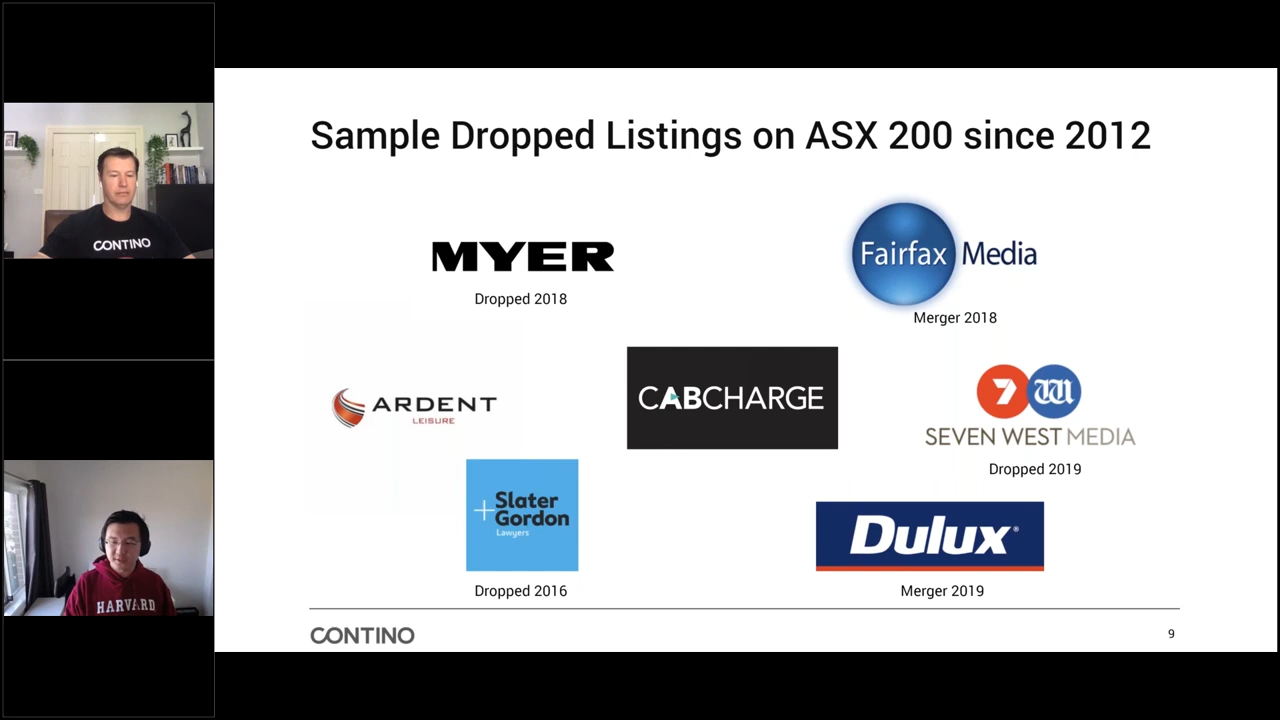 CONTINO
HARVARD
Sample Dropped Listings on ASX 200 since 2012
MYER
Dropped 2018
Fairfax Media
Merger 2018
ARDENT
LEISURE
CABCHARGE
7
SEVEN WEST MEDIA
Dropped 2019
Slater
Gordon
Lawyers
Dropped 2016
Dulux®
Merger 2019
CONTINO
9